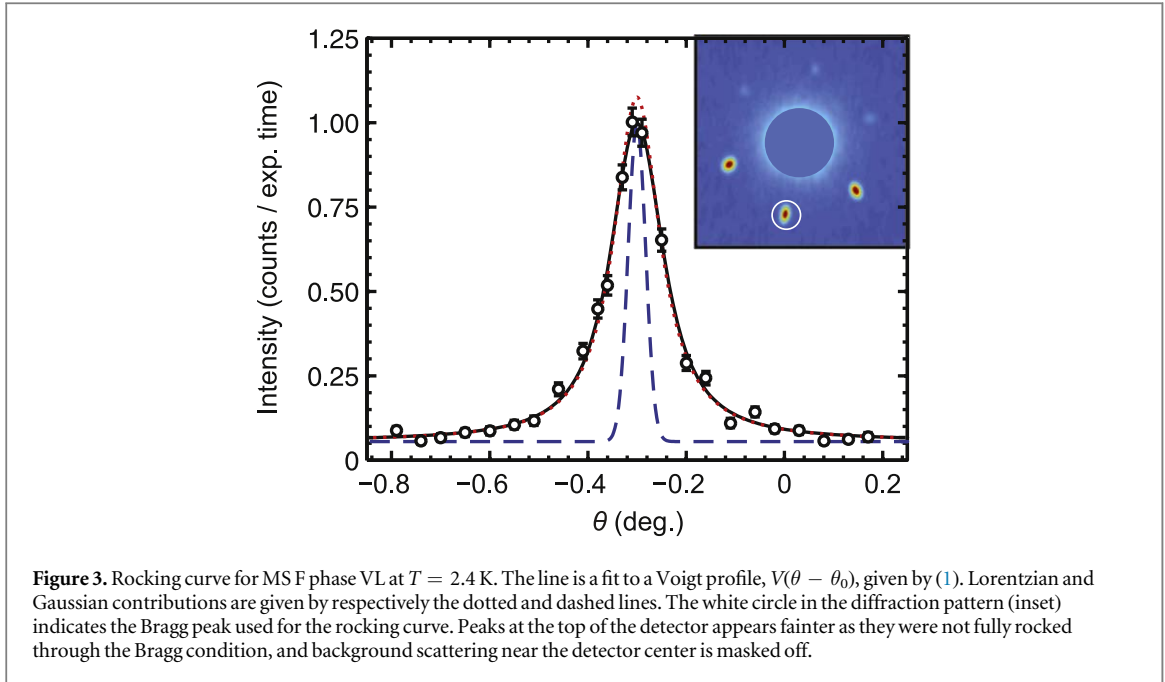 1.25
1.00
0.75
0.50
0.25
0
Intensity (counts / exp. time)
−0.8 −0.6 −0.4 −0.2 0 0.2
θ (deg.)
Figure 3. Rocking curve for MS F phase VL at T = 2.4 K. The line is a fit to a Voigt profile, V(θ − θ₀), given by (1). Lorentzian and
Gaussian contributions are given by respectively the dotted and dashed lines. The white circle in the diffraction pattern (inset)
indicates the Bragg peak used for the rocking curve. Peaks at the top of the detector appears fainter as they were not fully rocked
through the Bragg condition, and background scattering near the detector center is masked off.